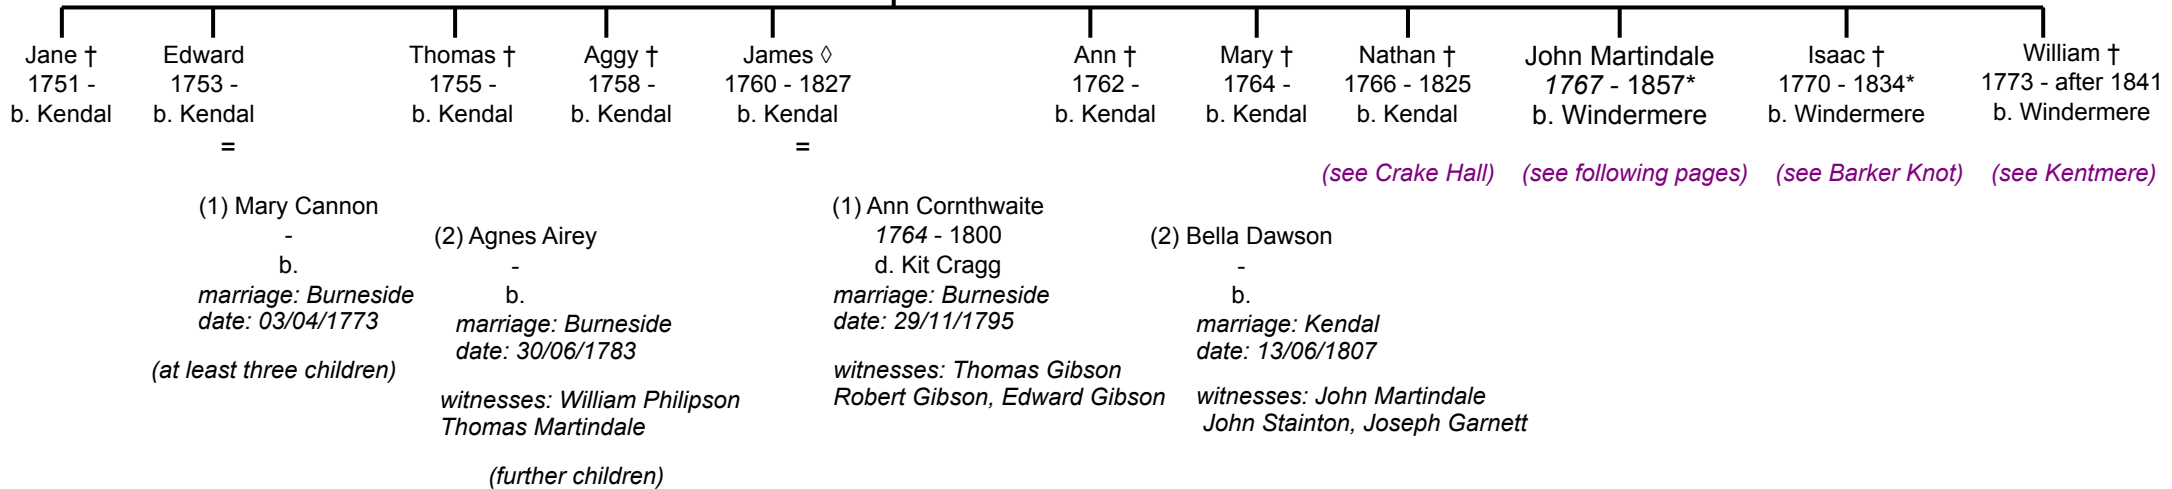 Jane †
1751 -
b. Kendal
Edward
1753 -
b. Kendal
=
(1) Mary Cannon
-
b.
marriage: Burneside
date: 03/04/1773
(at least three children)
(2) Agnes Airey
-
b.
marriage: Burneside
date: 30/06/1783
witnesses: William Philipson
Thomas Martindale
(further children)
Thomas †
1755 -
b. Kendal
Aggy †
1758 -
b. Kendal
James ◊
1760 - 1827
b. Kendal
=
(1) Ann Cornthwaite
1764 - 1800
d. Kit Cragg
marriage: Burneside
date: 29/11/1795
witnesses: Thomas Gibson
Robert Gibson, Edward Gibson
(2) Bella Dawson
-
b.
marriage: Kendal
date: 13/06/1807
witnesses: John Martindale
John Stainton, Joseph Garnett
Ann †
1762 -
b. Kendal
Mary †
1764 -
b. Kendal
Nathan †
1766 - 1825
b. Kendal
(see Crake Hall)
John Martindale
1767 - 1857*
b. Windermere
(see following pages)
Isaac †
1770 - 1834*
b. Windermere
(see Barker Knot)
William †
1773 - after 1841
b. Windermere
(see Kentmere)